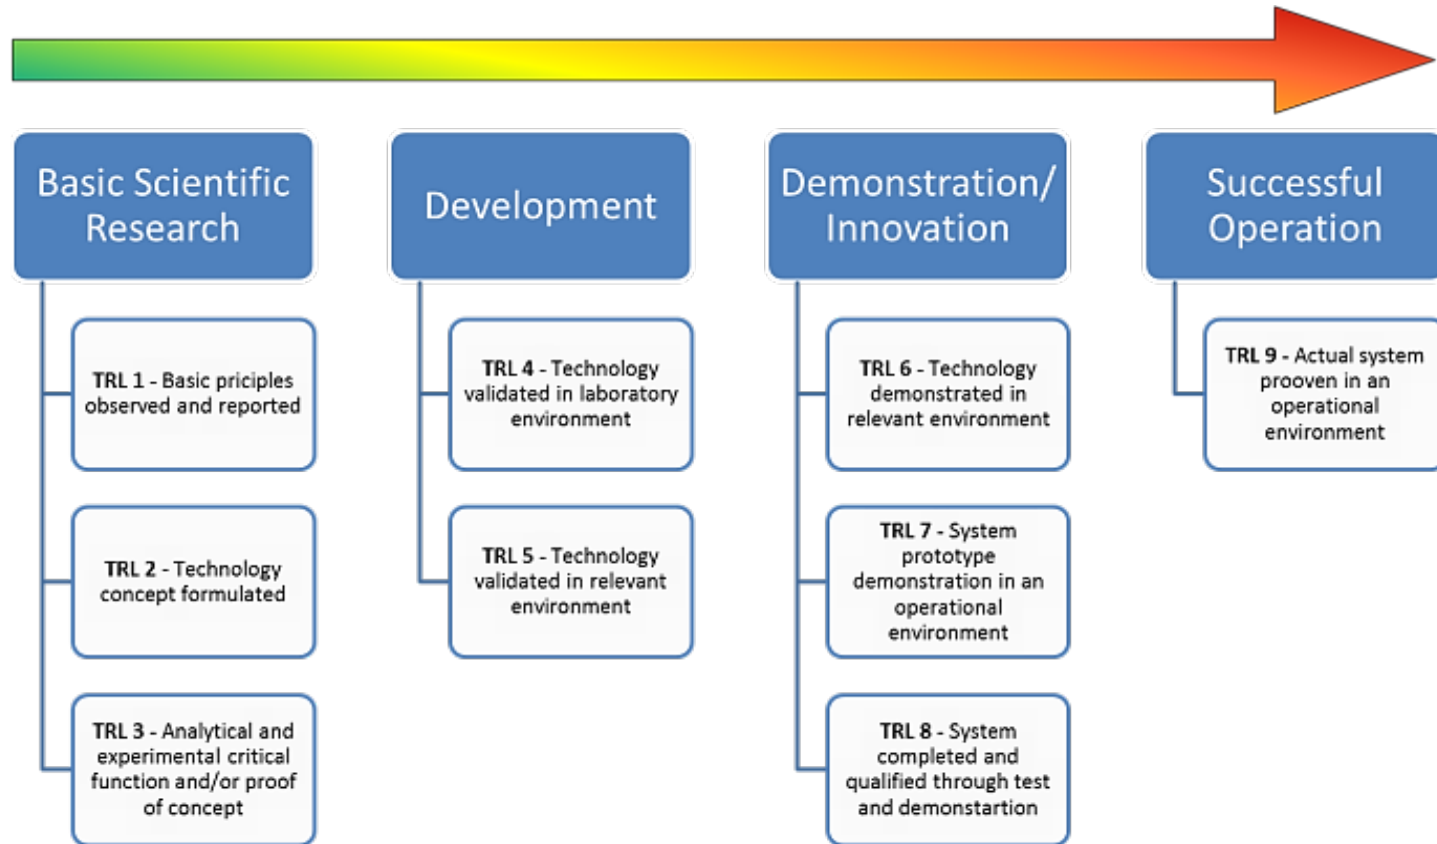 Basic Scientific
Research
TRL 1 - Basic priciples
observed and reported
TRL 2 - Technology
concept formulated
TRL 3 - Analytical and
experimental critical
function and/or proof
of concept
Development
TRL 4 - Technology
validated in laboratory
environment
TRL 5 - Technology
validated in relevant
environment
Demonstration/
Innovation
TRL 6 - Technology
demonstrated in
relevant environment
TRL 7 - System
prototype
demonstration in an
operational
environment
TRL 8 - System
completed and
qualified through test
and demonstartion
Successful
Operation
TRL 9 - Actual system
prooven in an
operational
environment